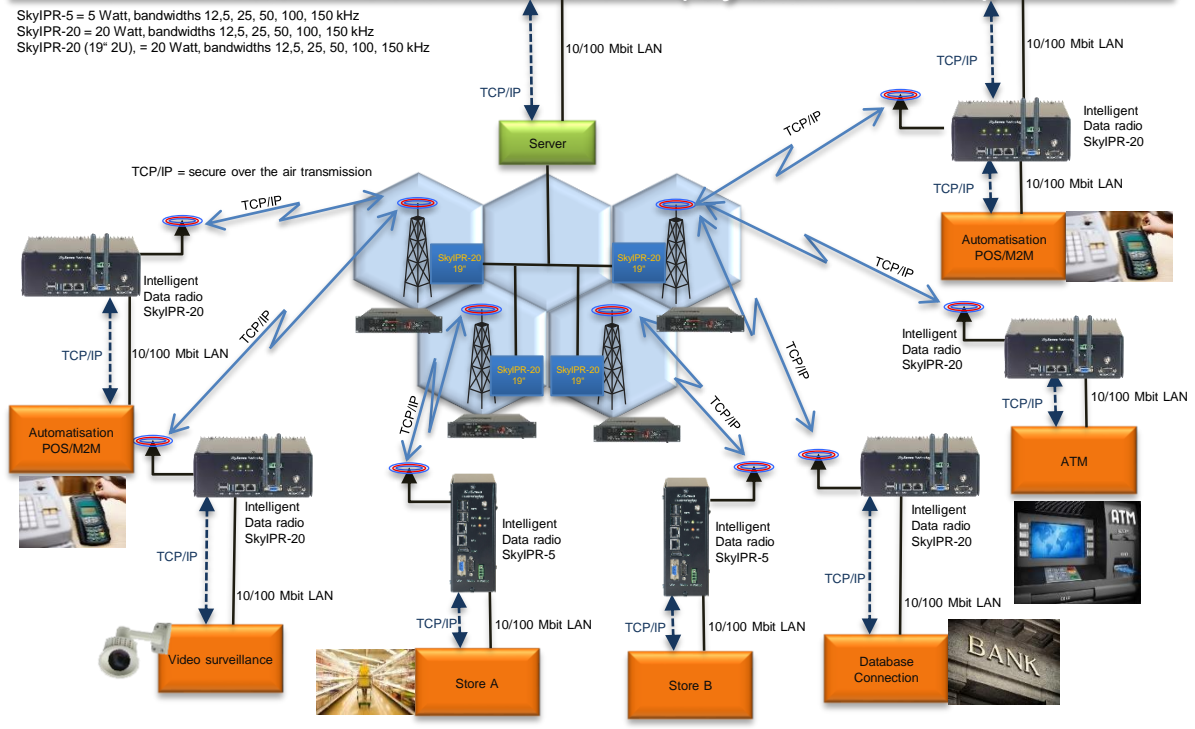 SkyIPR-5 = 5 Watt, bandwidths 12,5, 25, 50, 100, 150 kHz
SkyIPR-20 = 20 Watt, bandwidths 12,5, 25, 50, 100, 150 kHz
SkyIPR-20 (19“ 2U), = 20 Watt, bandwidths 12,5, 25, 50, 100, 150 kHz
10/100 Mbit LAN
TCP/IP
Server
10/100 Mbit LAN
TCP/IP
Intelligent
Data radio
SkyIPR-20
TCP/IP
TCP/IP
10/100 Mbit LAN
Automatisation
POS/M2M
TCP/IP = secure over the air transmission
TCP/IP
SkyIPR-20
19“
SkyIPR-20
19“
TCP/IP
Intelligent
Data radio
SkyIPR-20
TCP/IP
10/100 Mbit LAN
TCP/IP
SkyIPR-20
19“
SkyIPR-20
19“
TCP/IP
Intelligent
Data radio
SkyIPR-20
TCP/IP
10/100 Mbit LAN
Automatisation
POS/M2M
TCP/IP
TCP/IP
ATM
ATM
Intelligent
Data radio
SkyIPR-20
Intelligent
Data radio
SkyIPR-5
Intelligent
Data radio
SkyIPR-5
Intelligent
Data radio
SkyIPR-20
TCP/IP
10/100 Mbit LAN
TCP/IP
10/100 Mbit LAN
TCP/IP
10/100 Mbit LAN
TCP/IP
10/100 Mbit LAN
Video surveillance
Store A
Store B
Database
Connection
BANK